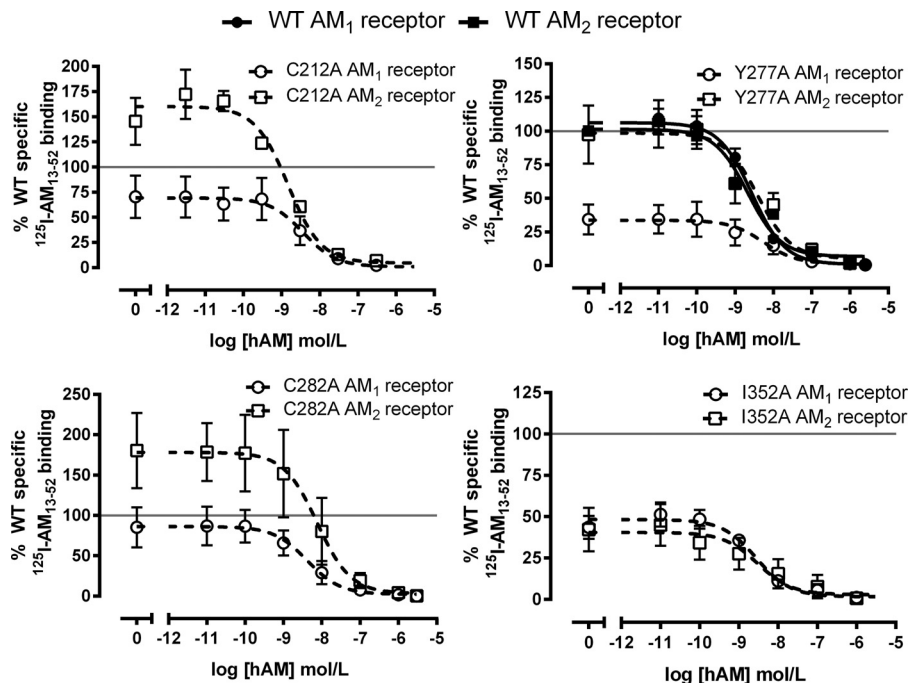 WT AM1 receptor WT AM2 receptor
C212A AM1 receptor
C212A AM2 receptor
% WT specific
125I-AM13-52 binding
200
175
150
125
100
75
50
25
0
0 -12 -11 -10 -9 -8 -7 -6 -5
log [hAM] mol/L
Y277A AM1 receptor
Y277A AM2 receptor
% WT specific
125I-AM13-52 binding
150
125
100
75
50
25
0
0 -12 -11 -10 -9 -8 -7 -6 -5
log [hAM] mol/L
C282A AM1 receptor
C282A AM2 receptor
% WT specific
125I-AM13-52 binding
250
200
150
100
50
0
0 -12 -11 -10 -9 -8 -7 -6 -5
log [hAM] mol/L
I352A AM1 receptor
I352A AM2 receptor
% WT specific
125I-AM13-52 binding
125
100
75
50
25
0
0 -12 -11 -10 -9 -8 -7 -6 -5
log [hAM] mol/L